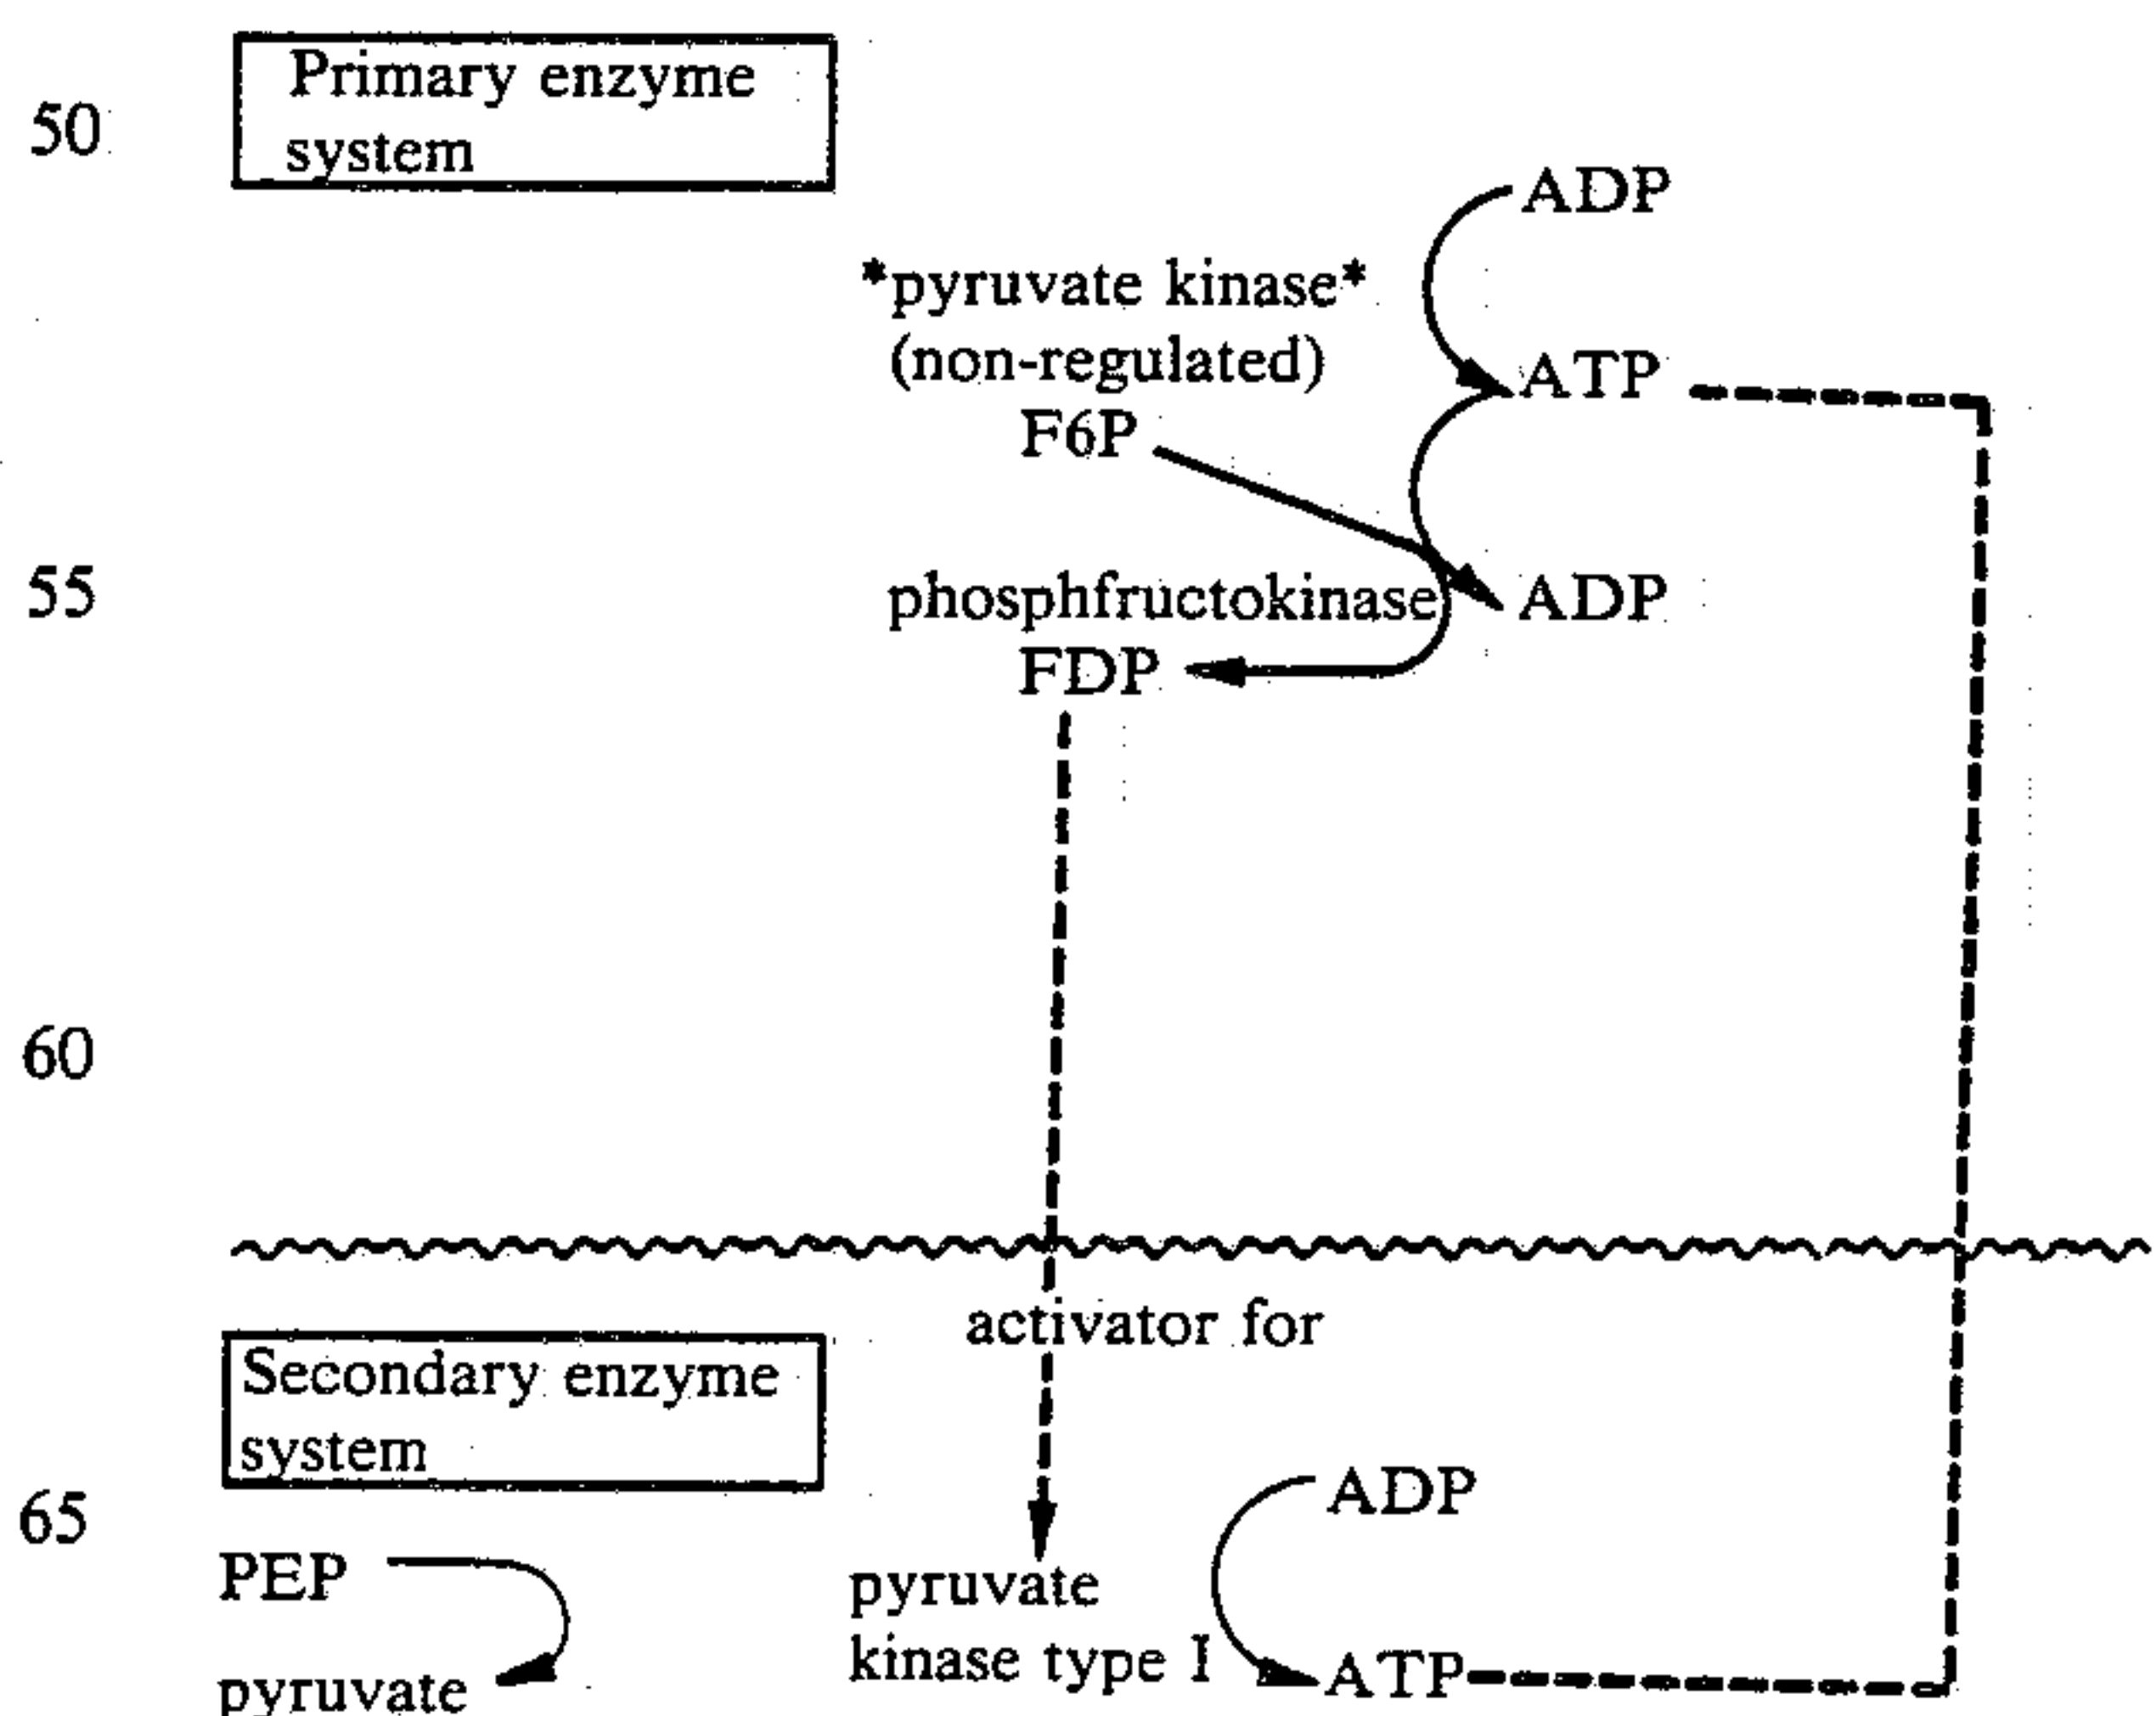 Primary enzyme
50
system
ADP
*pyruvate kinase*
(non-regulated)
ATP
F6P
55
phosphfructokinase
ADP
FDP
60
activator for
Secondary enzyme
system
65
ADP
PEP
pyruvate
kinase type I
ATP
pyruvate